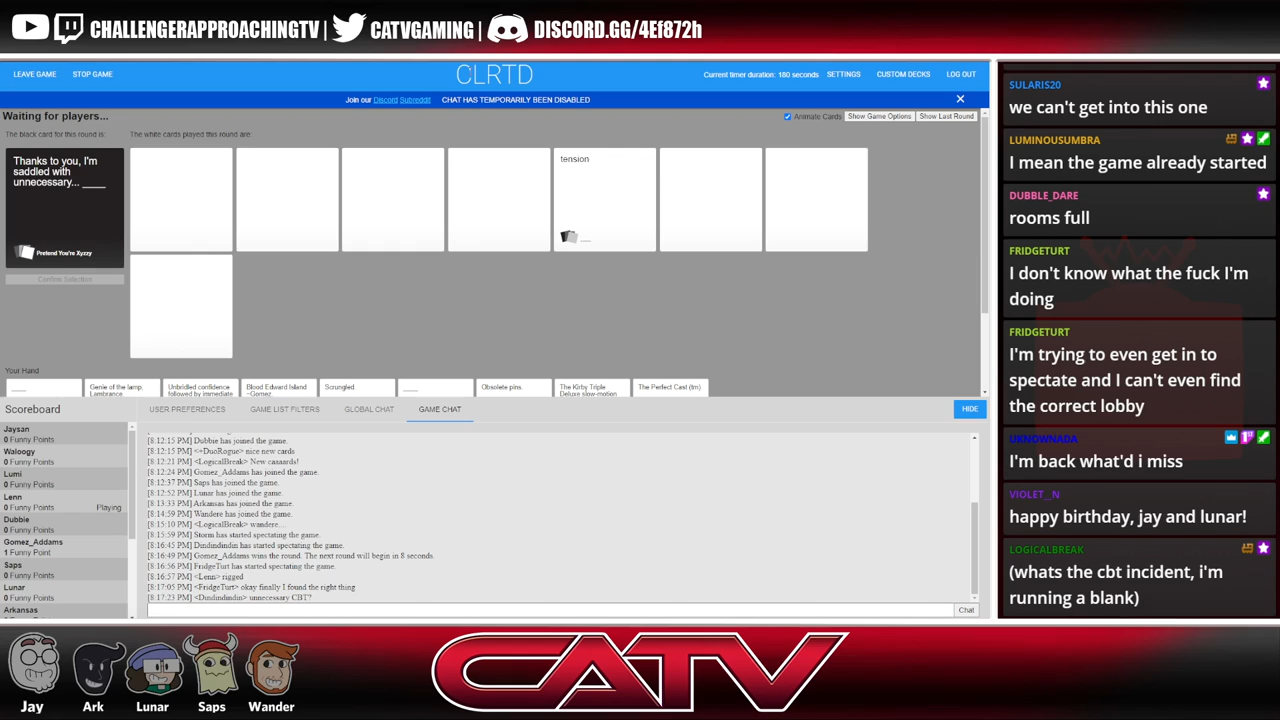 CHALLENGERAPPROACHINGTV | CATVGAMING | DISCORD.GG/4Ef872h
LEAVE GAME STOP GAME CLRTD Current timer duration: 180 seconds SETTINGS CUSTOM DECKS LOG OUT
Join our Discord Subreddit CHAT HAS TEMPORARILY BEEN DISABLED
Waiting for players...
Animate Cards Show Game Options Show Last Round
The black card for this round is: The white cards played this round are:
Thanks to you, I'm
saddled with
unnecessary... ____
Pretend You're Xyzzy
Confirm Selection
tension
____
Your Hand
____
Genie of the lamp,
Lambrance
Unbridled confidence
followed by immediate
Blood Edward Island
~Gomez.
Scrungled.
____
Obsolete pins.
The Kirby Triple
Deluxe slow-motion
The Perfect Cast (tm)
Scoreboard
USER PREFERENCES GAME LIST FILTERS GLOBAL CHAT GAME CHAT HIDE
Jaysan
0 Funny Points
Waloogy
0 Funny Points
Lumi
0 Funny Points
Lenn
0 Funny Points Playing
Dubbie
0 Funny Points
Gomez_Addams
1 Funny Point
Saps
0 Funny Points
Lunar
0 Funny Points
Arkansas
[8:12:15 PM] Dubbie has joined the game.
[8:12:15 PM] <+DuoRogue> nice new cards
[8:12:21 PM] <LogicalBreak> New casaards!
[8:12:24 PM] Gomez_Addams has joined the game.
[8:12:37 PM] Saps has joined the game.
[8:12:52 PM] Lunar has joined the game.
[8:13:33 PM] Arkansas has joined the game.
[8:14:59 PM] Wandere has joined the game.
[8:15:10 PM] <LogicalBreak> wandere...
[8:15:59 PM] Storm has started spectating the game.
[8:16:45 PM] Dindindindin has started spectating the game.
[8:16:49 PM] Gomez_Addams wins the round. The next round will begin in 8 seconds.
[8:16:56 PM] FridgeTurt has started spectating the game.
[8:16:57 PM] <Lenn> rigged
[8:17:05 PM] <FridgeTurt> okay finally I found the right thing
[8:17:23 PM] <Dindindindin> unnecessary CBT?
Chat
SULARIS20
we can't get into this one
LUMINOUSUMBRA
I mean the game already started
DUBBLE_DARE
rooms full
FRIDGETURT
I don't know what the fuck I'm
doing
FRIDGETURT
I'm trying to even get in to
spectate and I can't even find
the correct lobby
UKNOWNADA
I'm back what'd i miss
VIOLET__N
happy birthday, jay and lunar!
LOGICALBREAK
(whats the cbt incident, i'm
running a blank)
Jay Ark Lunar Saps Wander
CATV